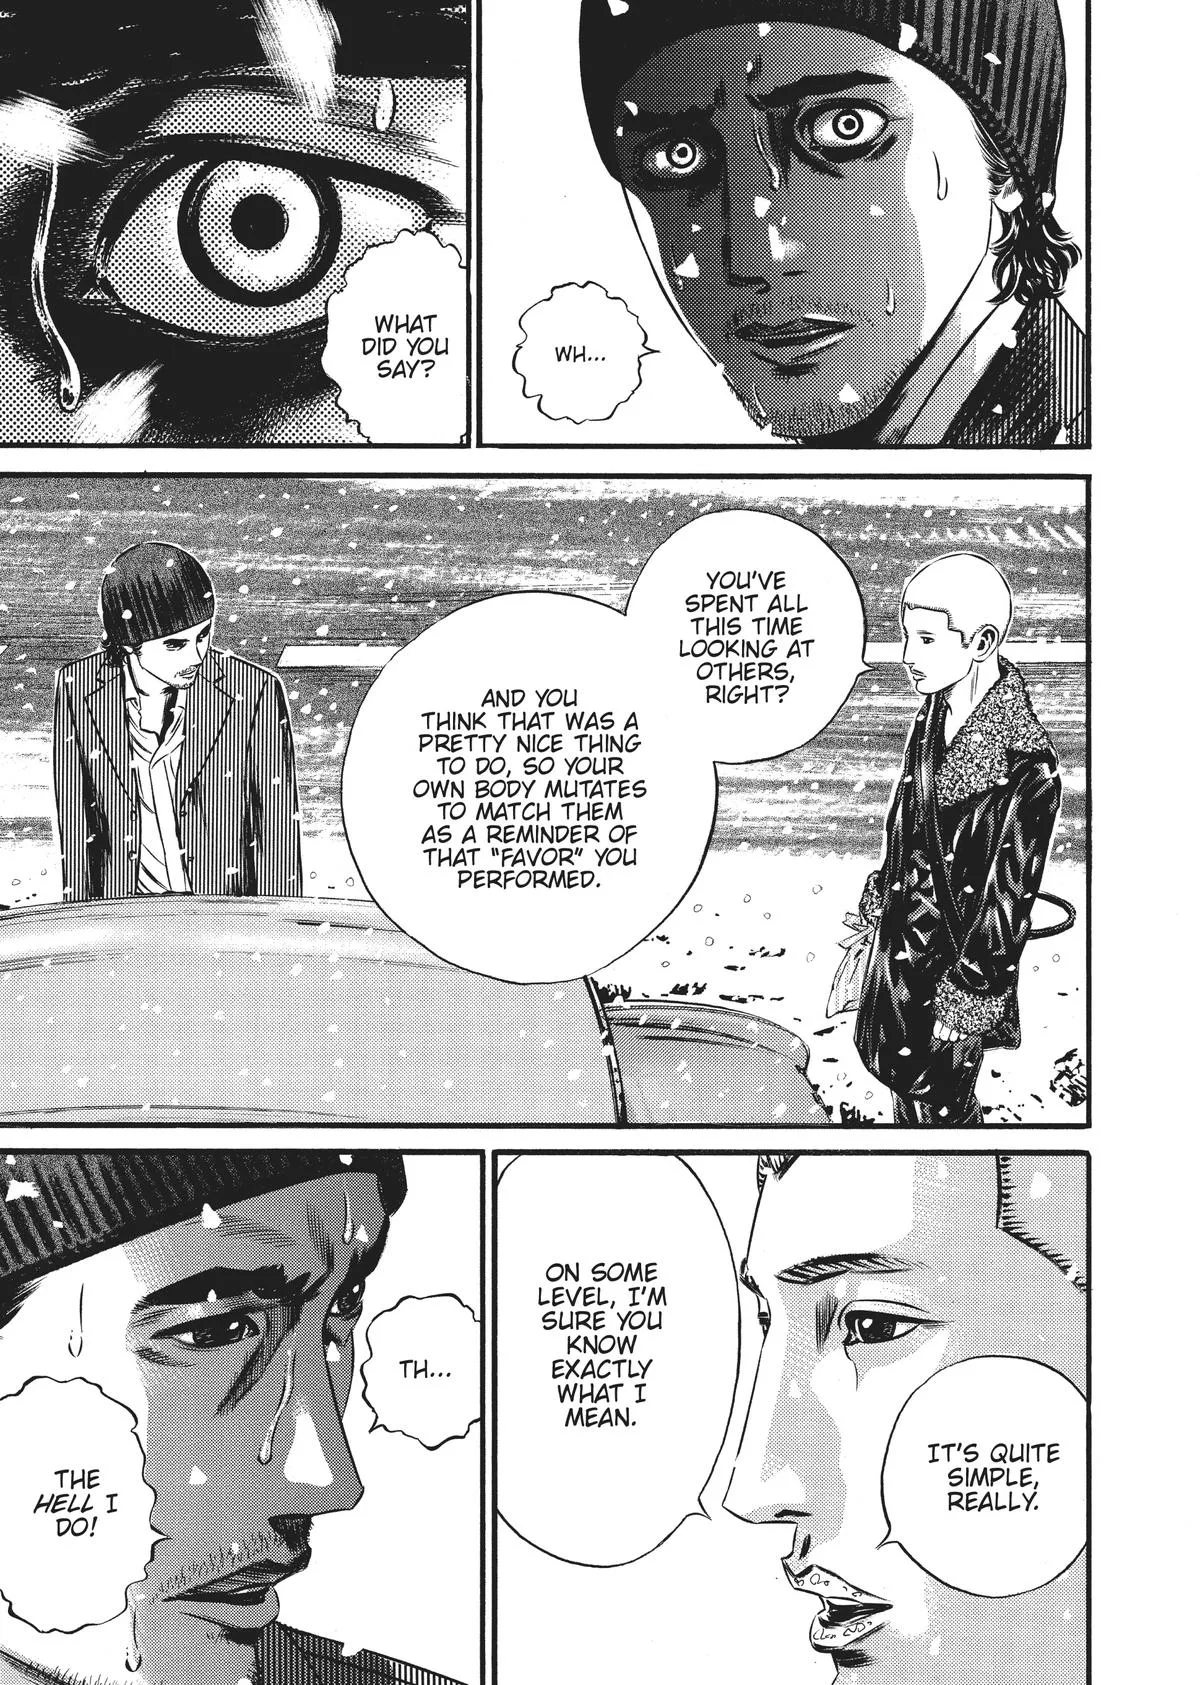 WH...
WHAT
DID YOU
SAY?
YOU'VE
SPENT ALL
THIS TIME
LOOKING AT
OTHERS,
RIGHT?
AND YOU
THINK THAT WAS A
PRETTY NICE THING
TO DO, SO YOUR
OWN BODY MUTATES
TO MATCH THEM
AS A REMINDER OF
THAT "FAVOR" YOU
PERFORMED.
IT'S QUITE
SIMPLE,
REALLY.
ON SOME
LEVEL, I'M
SURE YOU
KNOW
EXACTLY
WHAT I
MEAN.
TH...
THE
HELL I
DO!